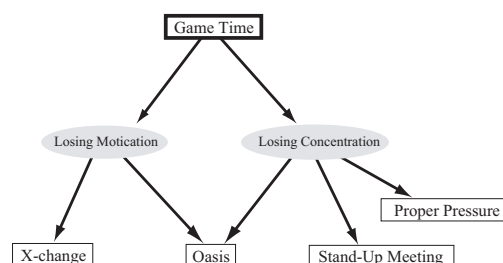 Game Time
Losing Motication
Losing Concentration
Proper Pressure
X-change
Oasis
Stand-Up Meeting